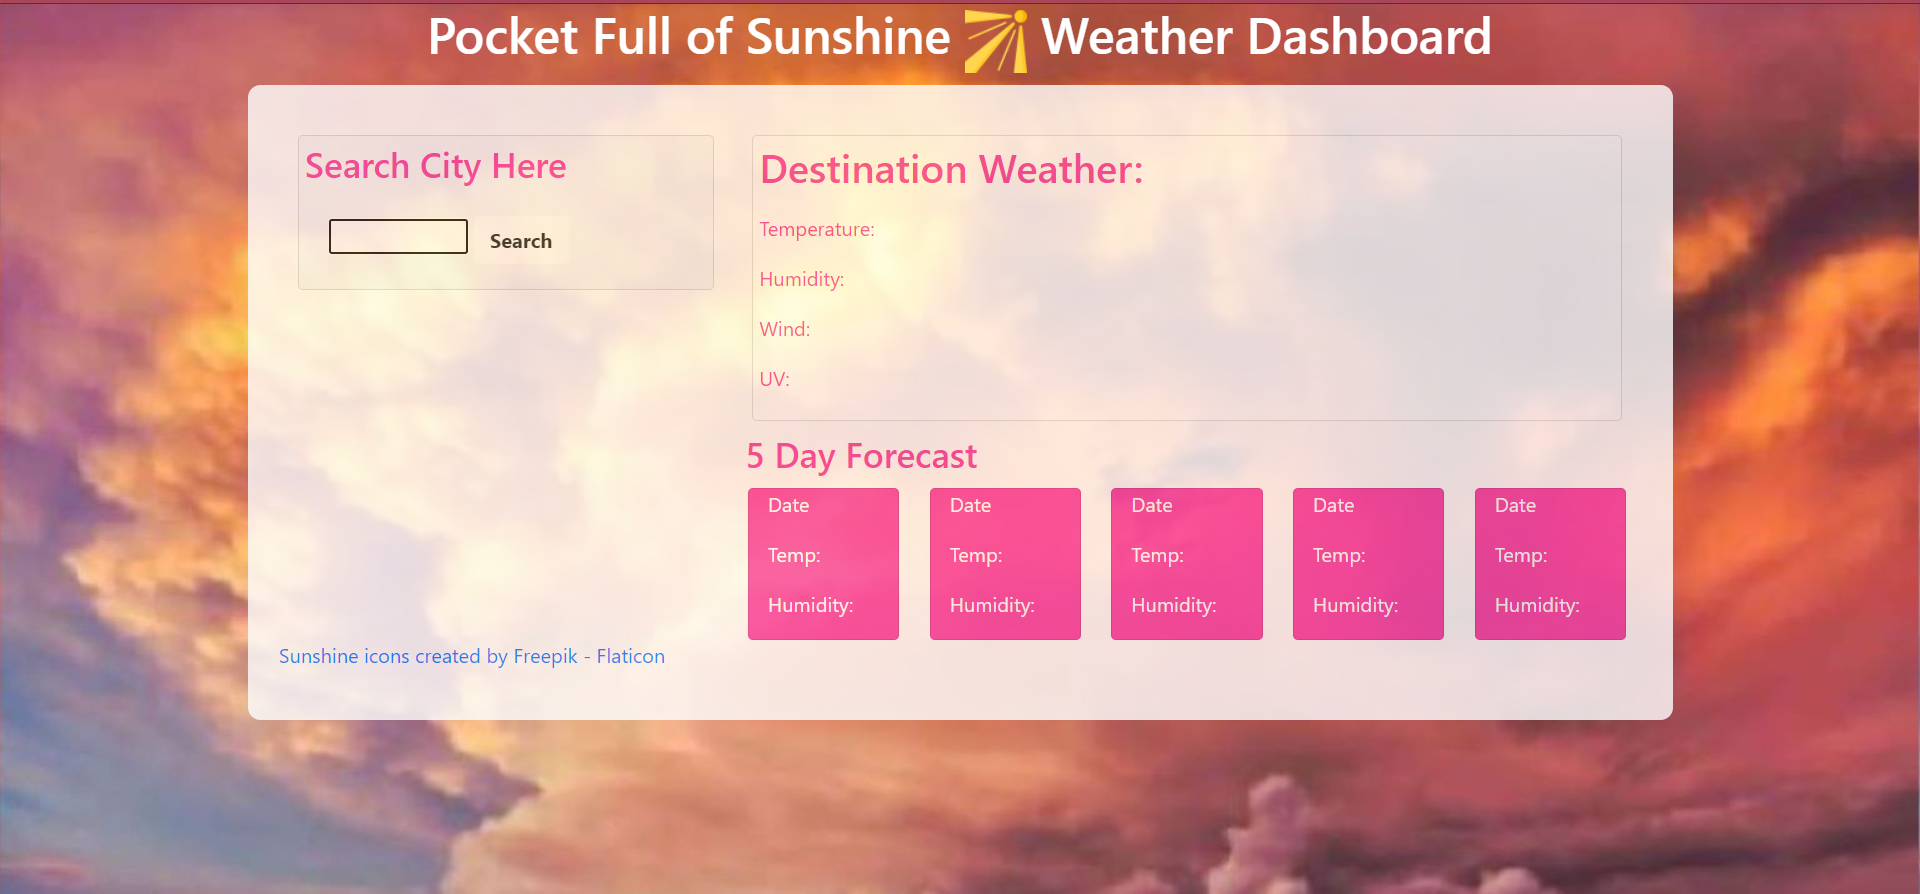 Pocket Full of Sunshine Weather Dashboard
Search City Here
Search
Destination Weather:
Temperature:
Humidity:
Wind:
UV:
5 Day Forecast
Date
Temp:
Humidity:
Date
Temp:
Humidity:
Date
Temp:
Humidity:
Date
Temp:
Humidity:
Date
Temp:
Humidity:
Sunshine icons created by Freepik - Flaticon